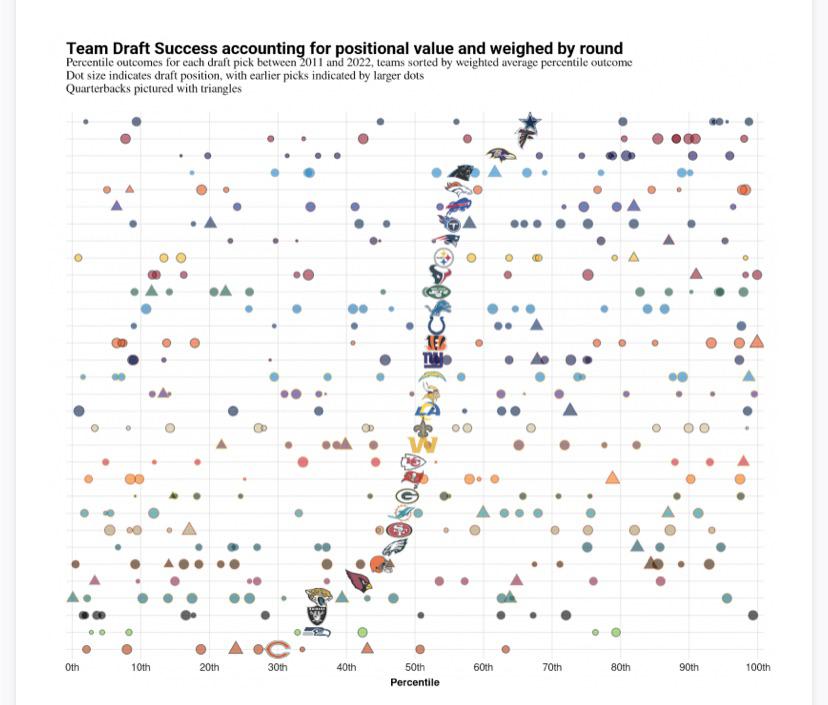 Team Draft Success accounting for positional value and weighed by round
Percentile outcomes for each draft pick between 2011 and 2022, teams sorted by weighted average percentile outcome
Dot size indicates draft position, with earlier picks indicated by larger dots
Quarterbacks pictured with triangles
0th 10th 20th 30th 40th 50th 60th 70th 80th 90th 100th
Percentile